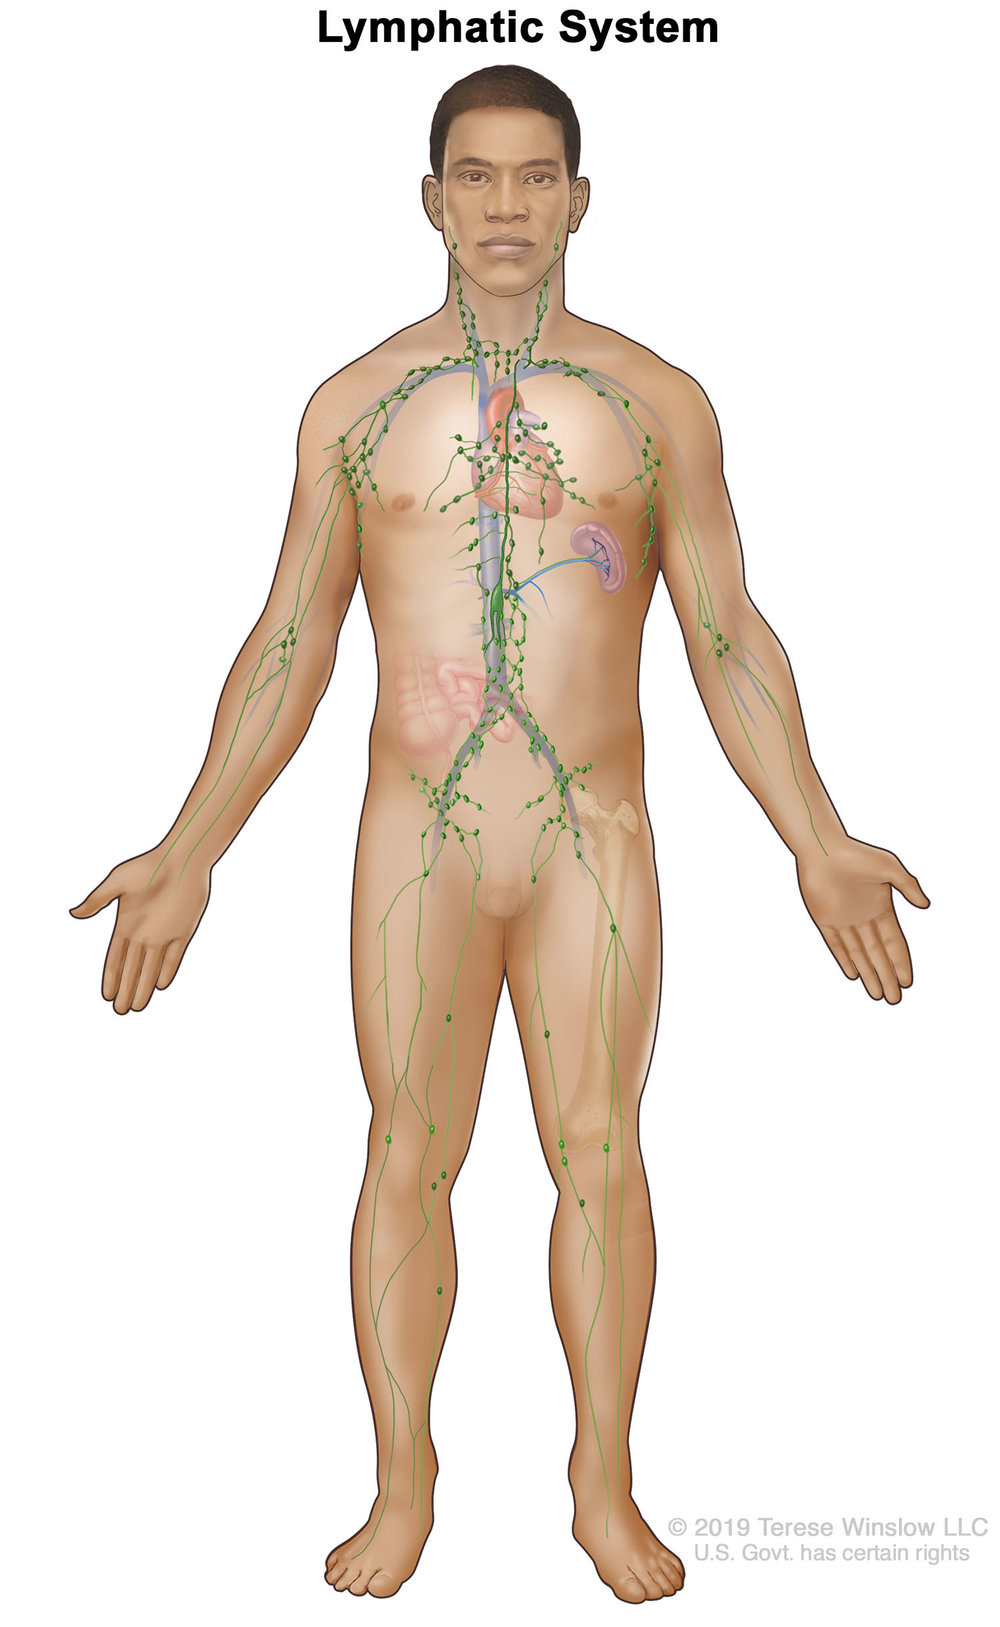 Lymphatic System
© 2019 Terese Winslow LLC
U.S. Govt. has certain rights